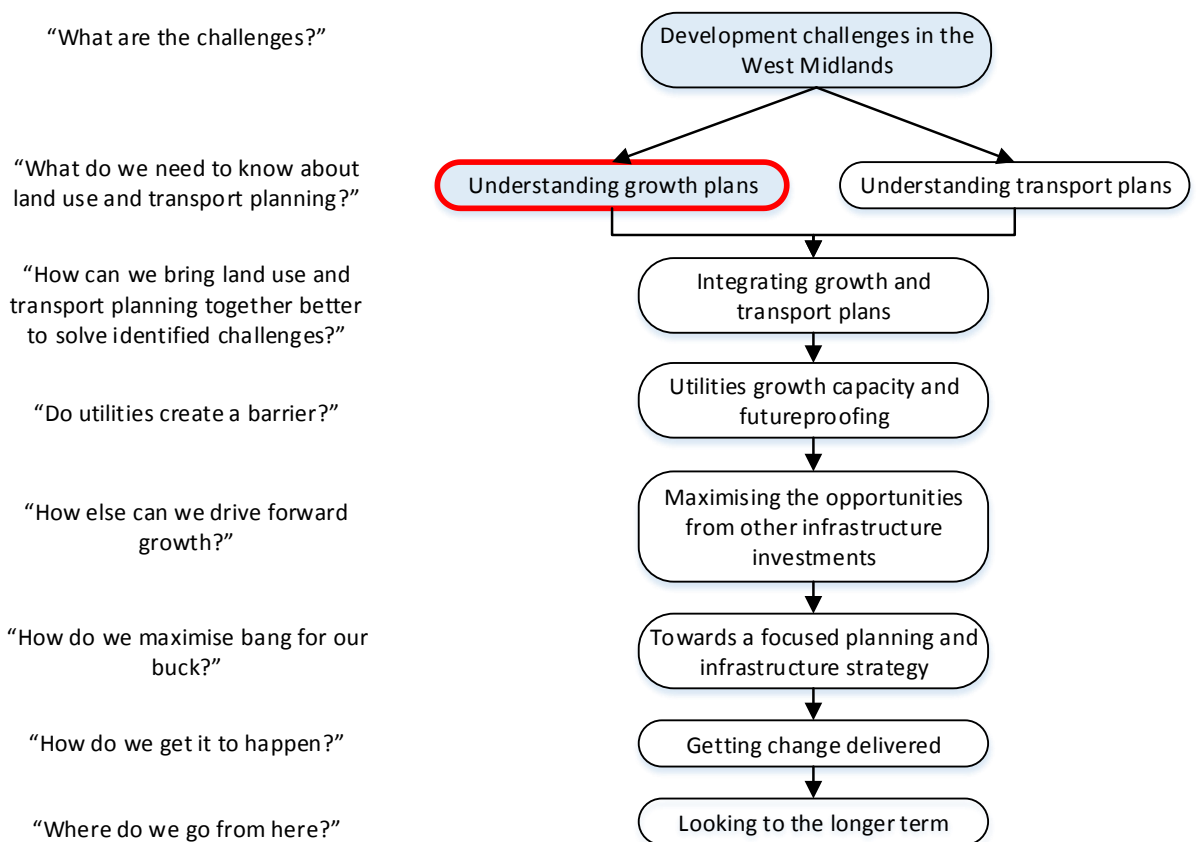 “What are the challenges?”
Development challenges in the
West Midlands
“What do we need to know about
land use and transport planning?”
Understanding growth plans
Understanding transport plans
“How can we bring land use and
transport planning together better
to solve identified challenges?”
Integrating growth and
transport plans
“Do utilities create a barrier?”
Utilities growth capacity and
futureproofing
“How else can we drive forward
growth?”
Maximising the opportunities
from other infrastructure
investments
“How do we maximise bang for our
buck?”
Towards a focused planning and
infrastructure strategy
“How do we get it to happen?”
Getting change delivered
“Where do we go from here?”
Looking to the longer term